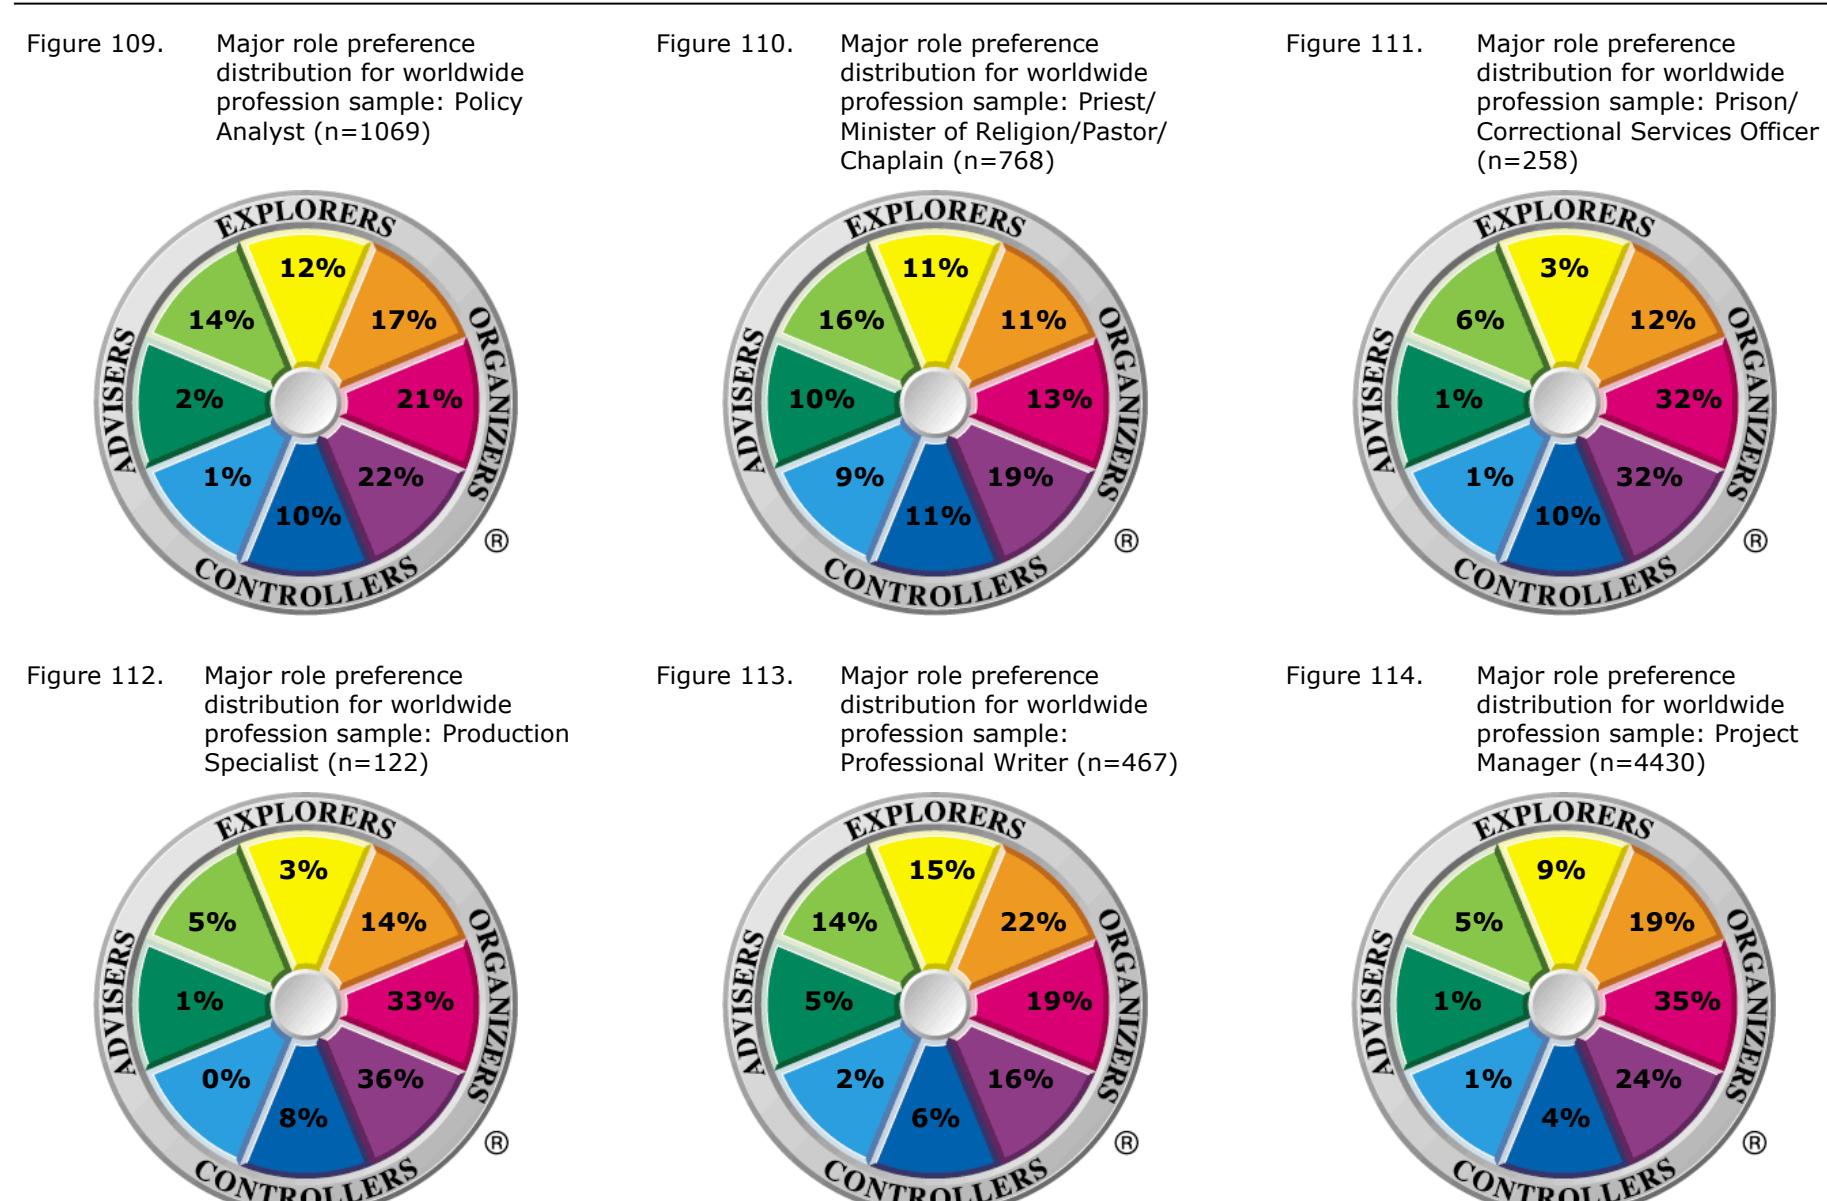 Figure 109.
Major role preference
distribution for worldwide
profession sample: Policy
Analyst (n=1069)
EXPLORERS
12%
14%
17%
ADVISERS
2%
21%
ORGANIZERS
1%
22%
10%
CONTROLLERS
®
Figure 110.
Major role preference
distribution for worldwide
profession sample: Priest/
Minister of Religion/Pastor/
Chaplain (n=768)
EXPLORERS
11%
16%
11%
ADVISERS
10%
13%
ORGANIZERS
9%
19%
11%
CONTROLLERS
®
Figure 111.
Major role preference
distribution for worldwide
profession sample: Prison/
Correctional Services Officer
(n=258)
EXPLORERS
3%
6%
12%
ADVISERS
1%
32%
ORGANIZERS
1%
32%
10%
CONTROLLERS
®
Figure 112.
Major role preference
distribution for worldwide
profession sample: Production
Specialist (n=122)
EXPLORERS
3%
5%
14%
ADVISERS
1%
33%
ORGANIZERS
0%
36%
8%
CONTROLLERS
®
Figure 113.
Major role preference
distribution for worldwide
profession sample:
Professional Writer (n=467)
EXPLORERS
15%
14%
22%
ADVISERS
5%
19%
ORGANIZERS
2%
16%
6%
CONTROLLERS
®
Figure 114.
Major role preference
distribution for worldwide
profession sample: Project
Manager (n=4430)
EXPLORERS
9%
5%
19%
ADVISERS
1%
35%
ORGANIZERS
1%
24%
4%
CONTROLLERS
®